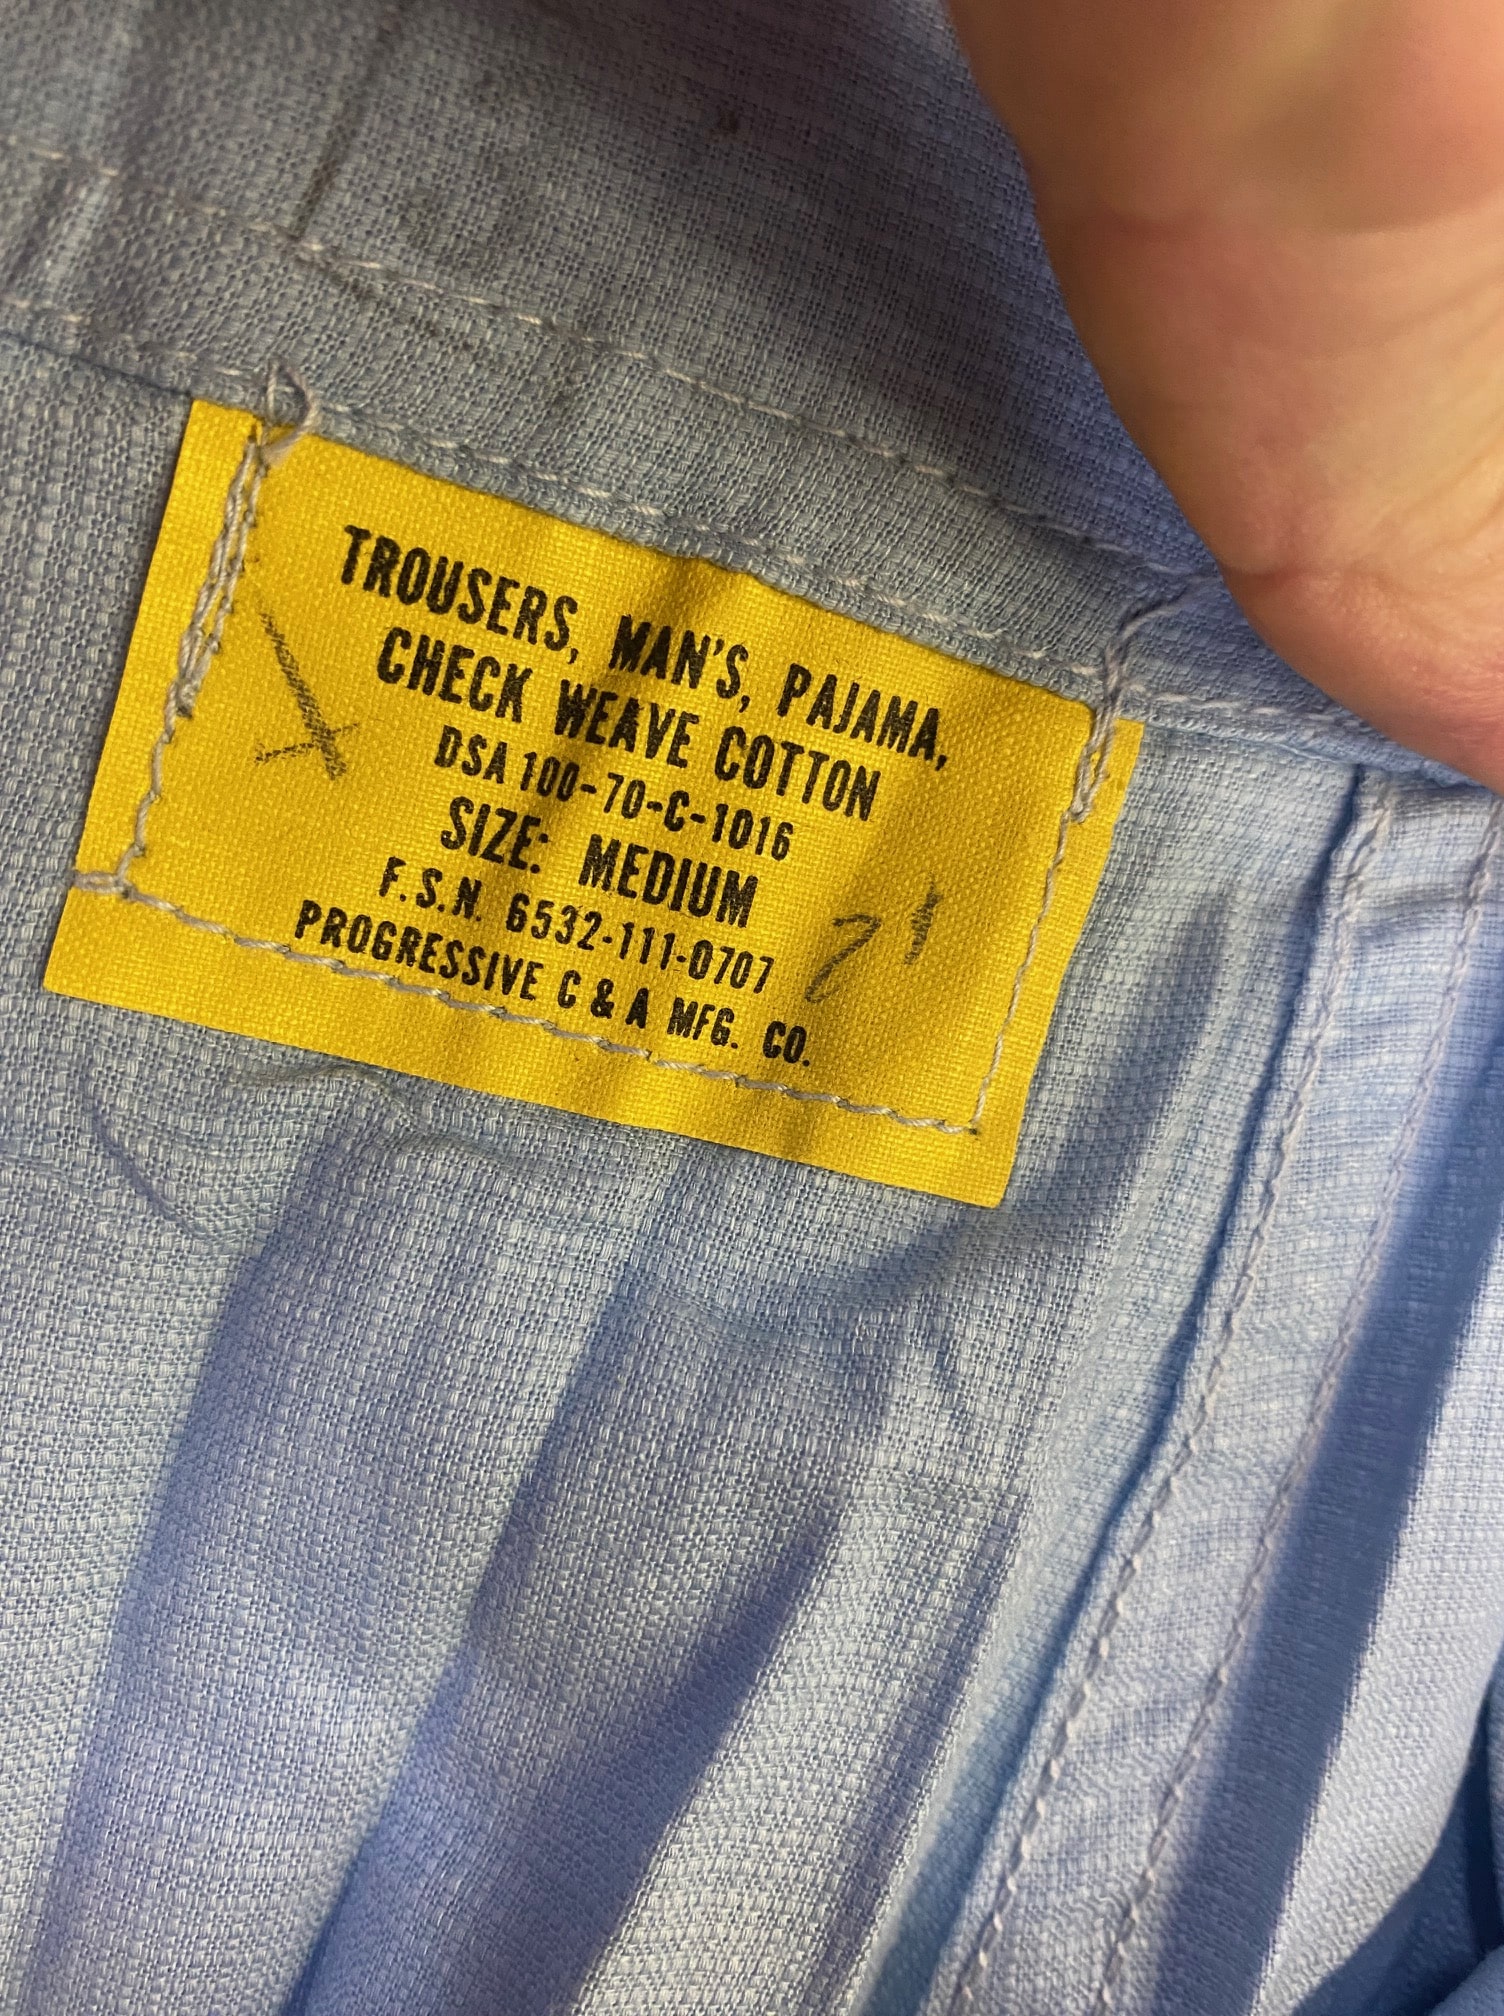 TROUSERS, MAN'S, PAJAMA,
CHECK WEAVE COTTON
DSA 100-70-C-1016
SIZE: MEDIUM
F.S.N. 6532-111-0707
PROGRESSIVE C & A MFG. CO.